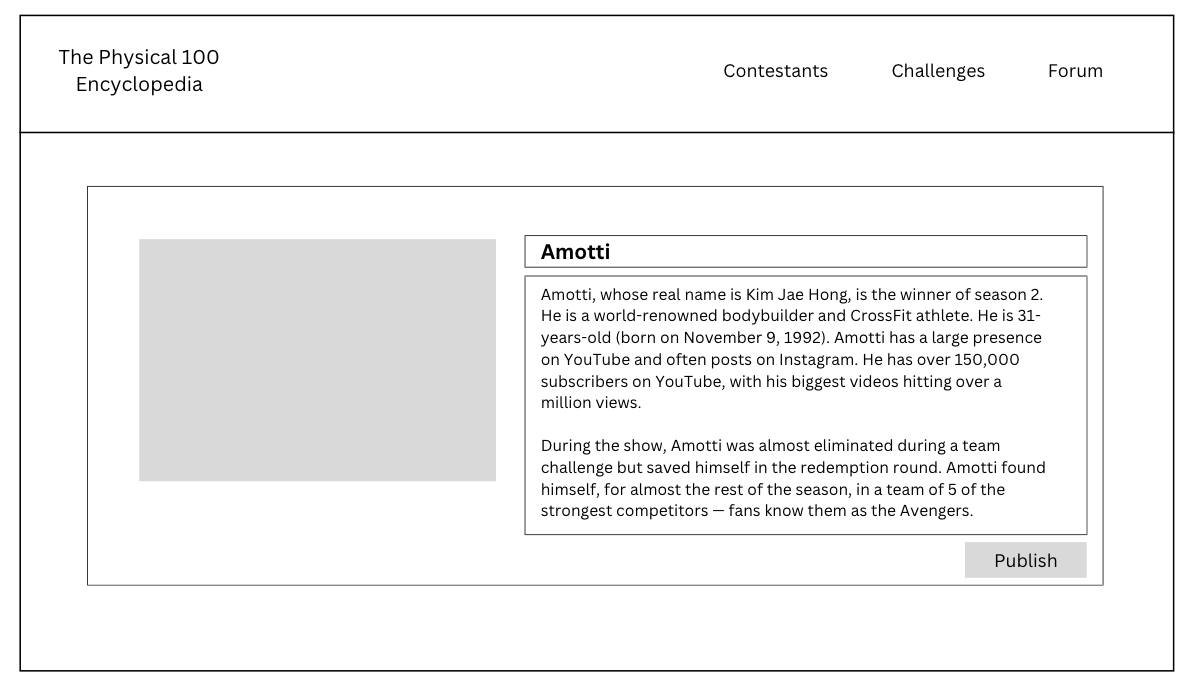 The Physical 100
Encyclopedia
Contestants
Challenges
Forum
Amotti
Amotti, whose real name is Kim Jae Hong, is the winner of season 2.
He is a world-renowned bodybuilder and CrossFit athlete. He is 31-
years-old (born on November 9, 1992). Amotti has a large presence
on YouTube and often posts on Instagram. He has over 150,000
subscribers on YouTube, with his biggest videos hitting over a
million views.
During the show, Amotti was almost eliminated during a team
challenge but saved himself in the redemption round. Amotti found
himself, for almost the rest of the season, in a team of 5 of the
strongest competitors — fans know them as the Avengers.
Publish